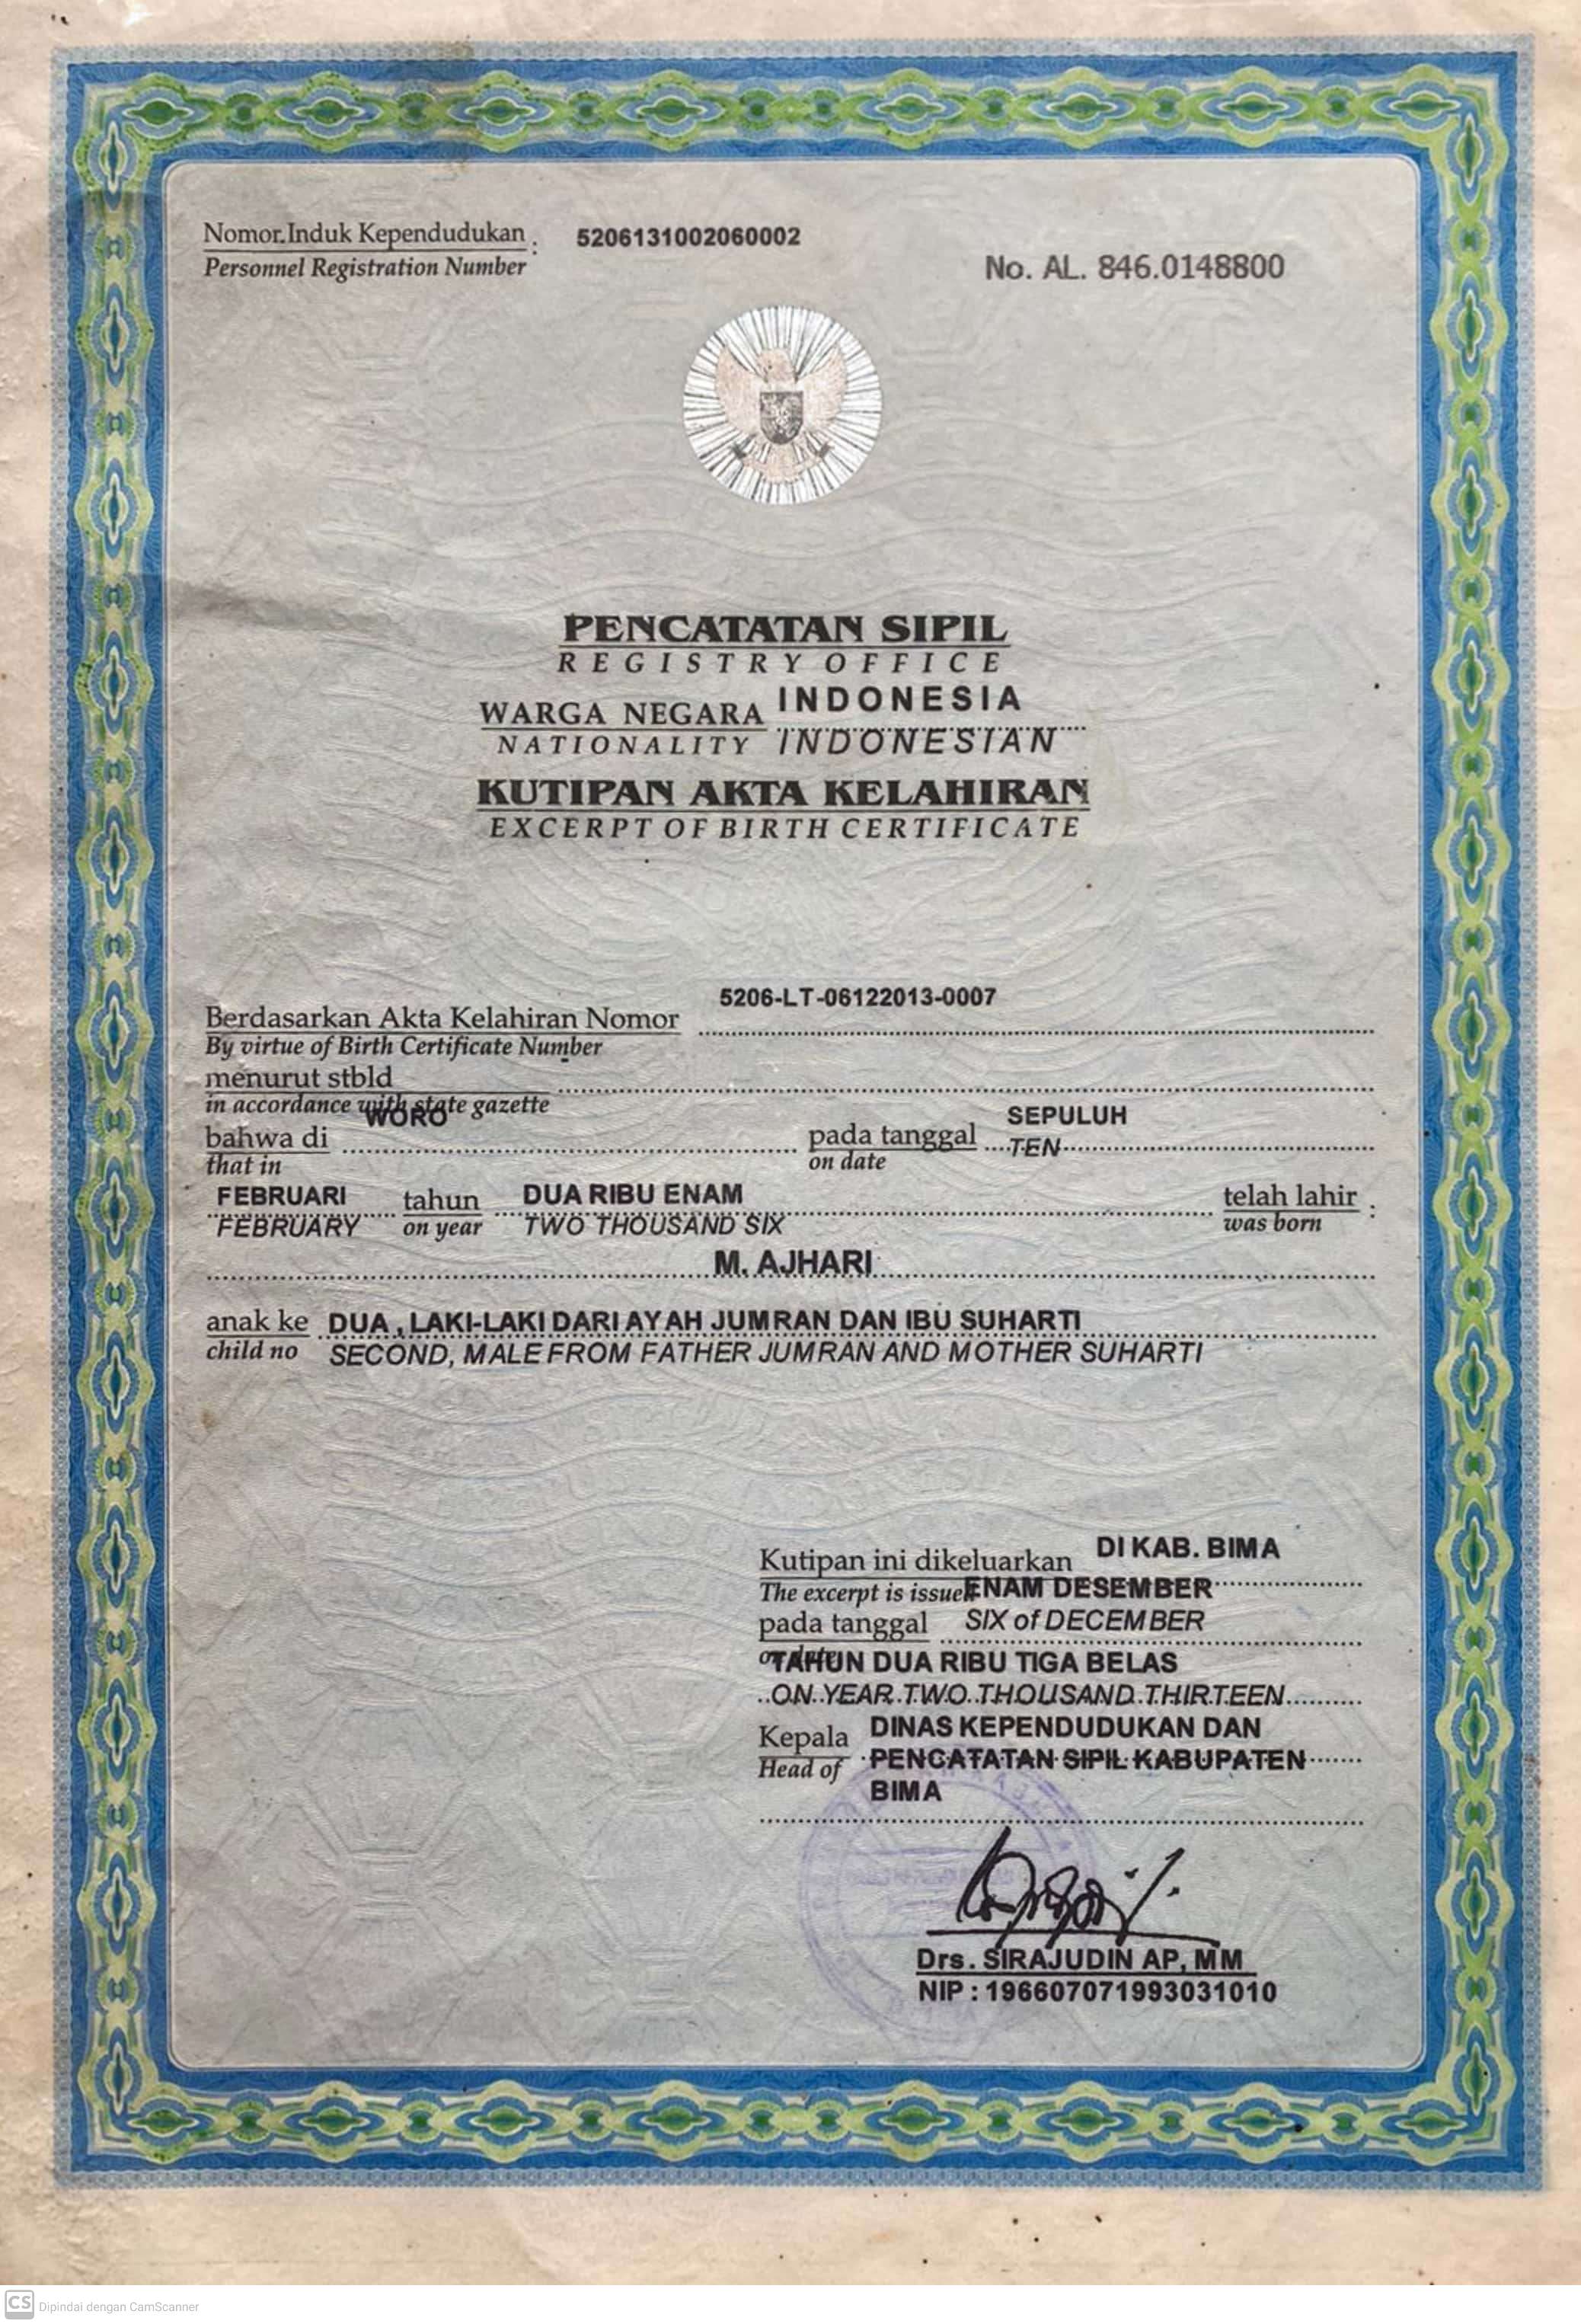 Nomor Induk Kependudukan : 5206131002060002
Personnel Registration Number
No. AL. 846.0148800
PENCATATAN SIPIL
REGISTRY OFFICE
WARGA NEGARA INDONESIA
NATIONALITY INDONESIAN
KUTIPAN AKTA KELAHIRAN
EXCERPT OF BIRTH CERTIFICATE
5206-LT-06122013-0007
Berdasarkan Akta Kelahiran Nomor
By virtue of Birth Certificate Number
menurut stbld
in accordance with state gazette
WORO SEPULUH
bahwa di pada tanggal TEN
that in on date
FEBRUARI tahun DUA RIBU ENAM telah lahir :
FEBRUARY on year TWO THOUSAND SIX was born
M. AJHARI
anak ke DUA , LAKI-LAKI DARI AYAH JUMRAN DAN IBU SUHARTI
child no SECOND, MALE FROM FATHER JUMRAN AND MOTHER SUHARTI
Kutipan ini dikeluarkan DI KAB. BIMA
The excerpt is issued ENAM DESEMBER
pada tanggal SIX of DECEMBER
on date TAHUN DUA RIBU TIGA BELAS
ON YEAR TWO THOUSAND THIRTEEN
Kepala DINAS KEPENDUDUKAN DAN
Head of PENCATATAN SIPIL KABUPATEN
BIMA
Drs. SIRAJUDIN AP, MM
NIP : 196607071993031010
CS Dipindai dengan CamScanner